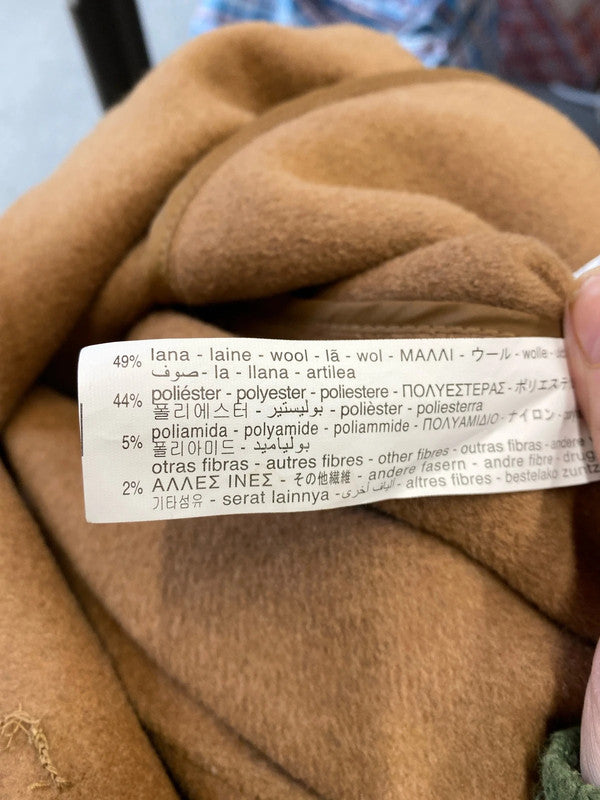 49% lana - laine - wool - lã - wol - ΜΑΛΛΙ - ウール - wolle -
صوف - la - llana - artilea
44% poliéster - polyester - poliestere - ΠΟΛΥΕΣΤΕΡΑΣ - ポリエステル
폴리에스터 - بوليستير - polièster - poliesterra
5% poliamida - polyamide - poliammide - ΠΟΛΥΑΜΙΔΙΟ - ナイロン -
폴리아미드 - بولياميد
otras fibras - autres fibres - other fibres - outras fibras - andere
2% ΑΛΛΕΣ ΙΝΕΣ - その他繊維 - andere fasern - andre fibre - drug
기타섬유 - serat lainnya - ألياف أخرى - altres fibres - bestelako zuntz